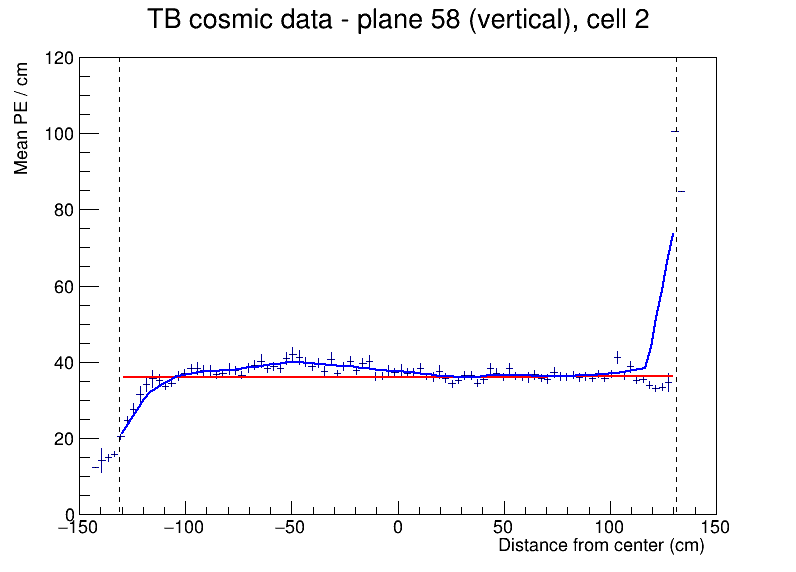 TB cosmic data - plane 58 (vertical), cell 2
Mean PE / cm
120
100
80
60
40
20
0
−150 −100 −50 0 50 100 150
Distance from center (cm)